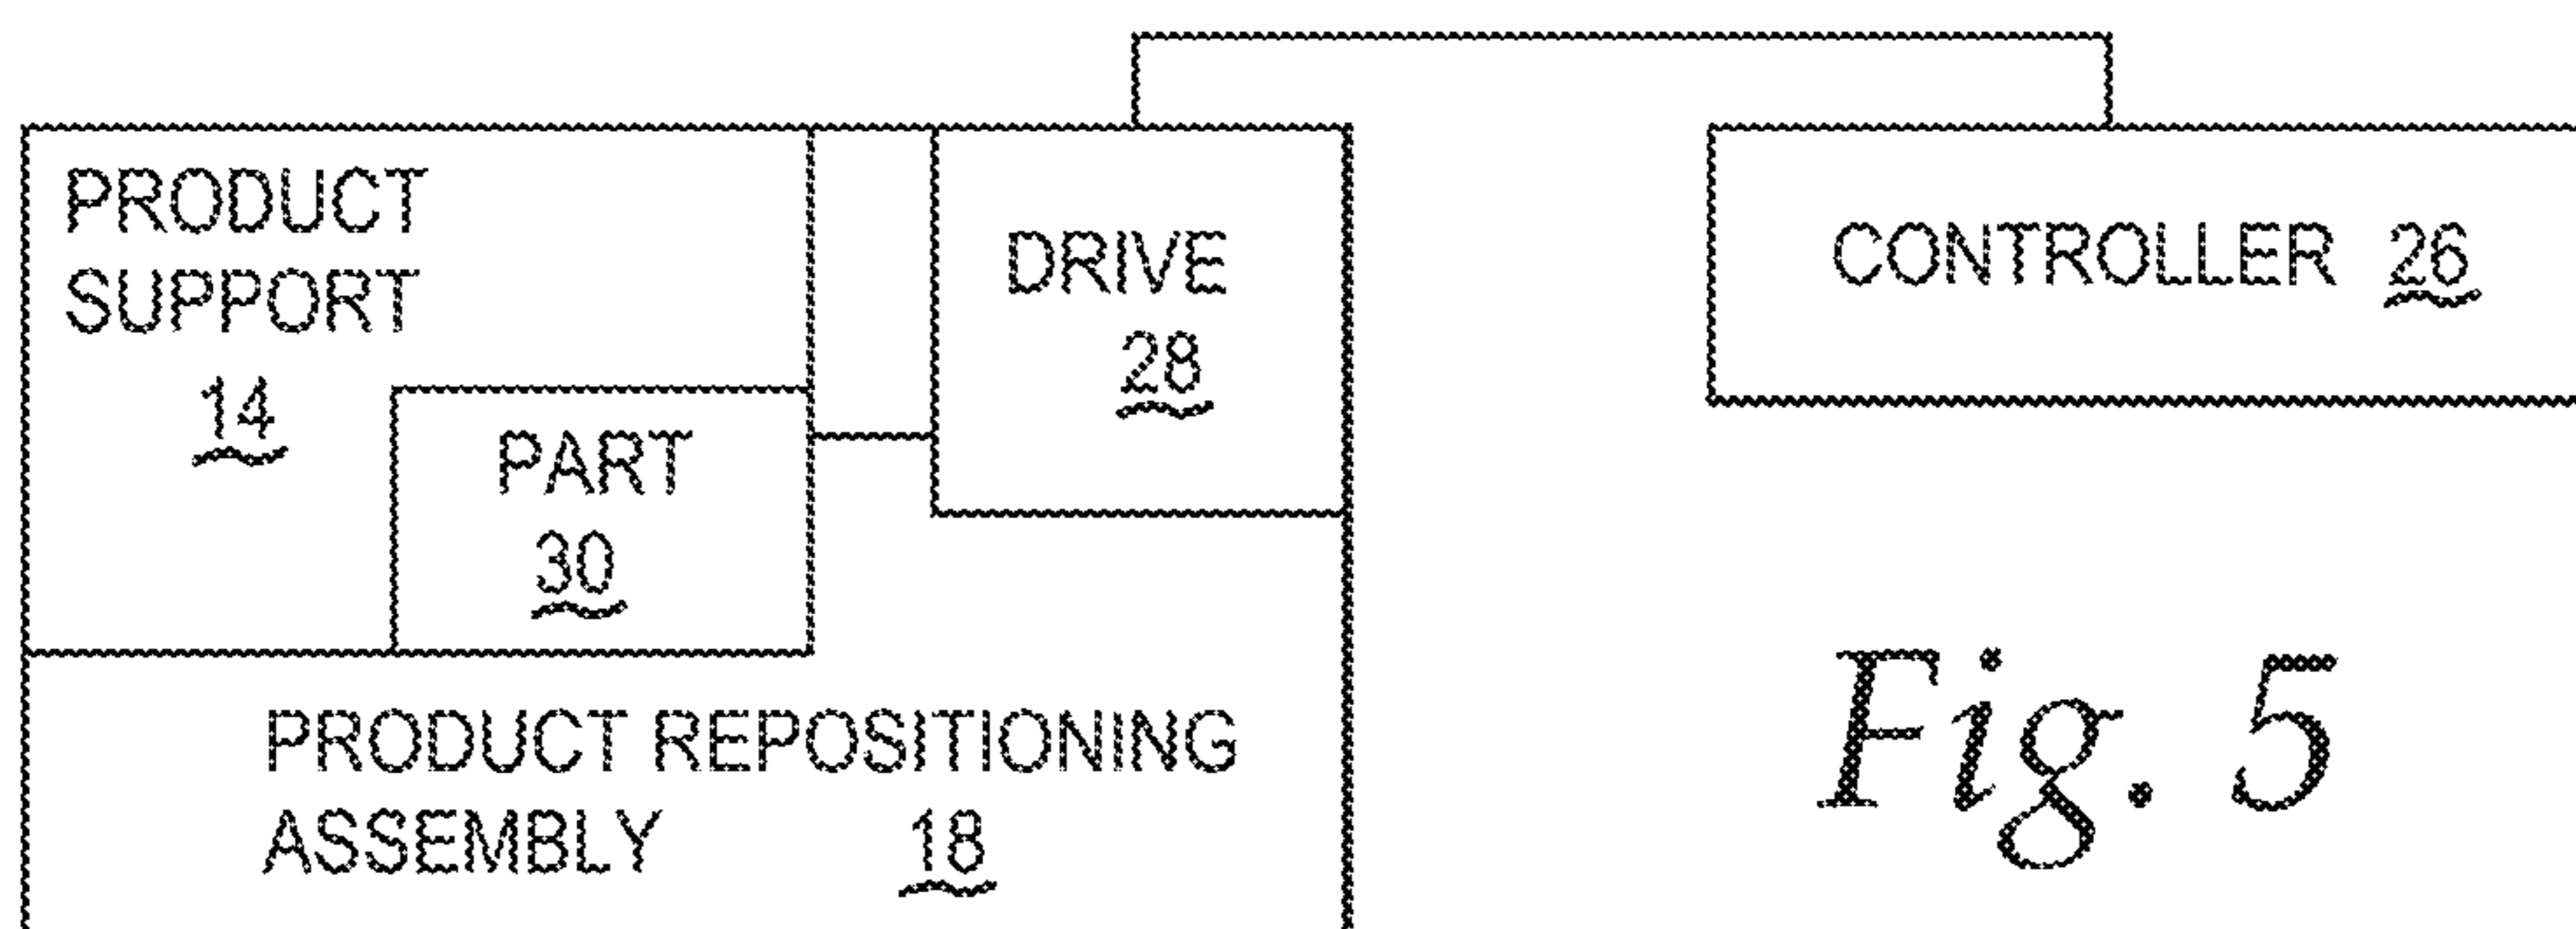 PRODUCT
SUPPORT
14
PART
30
DRIVE
28
CONTROLLER 26
PRODUCT REPOSITIONING
ASSEMBLY 18
Fig. 5